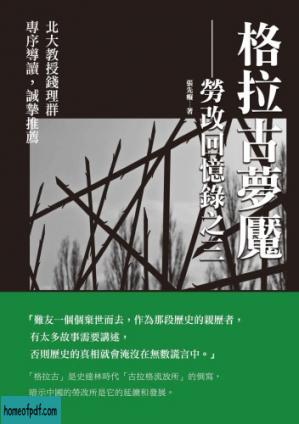 格拉古夢魘
——勞改回憶錄之二
張先癡—著
北大教授錢理群
專序導讀，誠摯推薦
「難友一個個棄世而去，作為那段歷史的親歷者，
有太多故事需要講述，
否則歷史的真相就會淹沒在無數謊言中。」
「格拉古」是史達林時代「古拉格流放所」的倒寫，
暗示中國的勞改所是它的延續和發展。
homeofpdf.com
homeofpdf.com